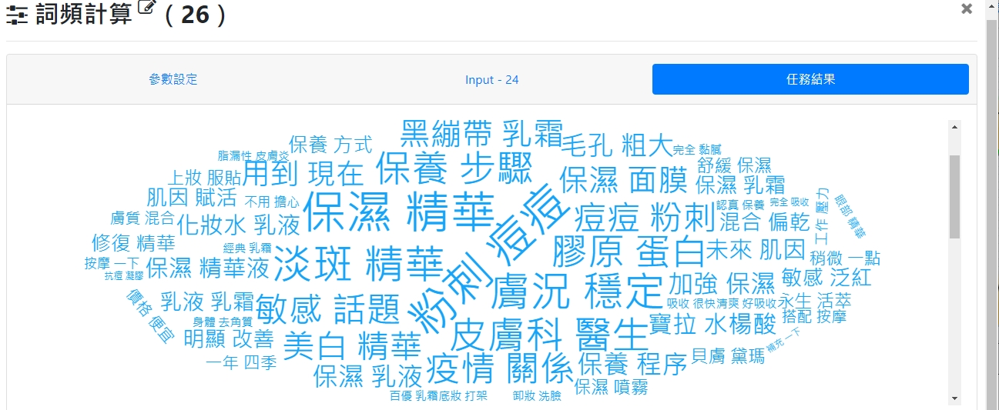 詞頻計算 ( 26 )
參數設定
Input - 24
任務結果
黑繃帶 乳霜
保養 方式
毛孔 粗大
完全 黏膩
脂漏性 皮膚炎
用到 現在
保養 步驟
舒緩 保濕
上妝 服貼
保濕 面膜
保濕 乳霜
肌因 賦活
不用 擔心
保濕 精華
粉刺 痘痘
痘痘 粉刺
認真 保養
完全 吸收
工作 壓力
眼部 精華
膚質 混合
化妝水 乳液
混合 偏乾
修復 精華
經典 乳霜
淡斑 精華
膠原 蛋白
未來 肌因
稍微 一點
按摩 一下
抗痘 凝膠
保濕 精華液
膚況 穩定
加強 保濕
敏感 泛紅
價格 便宜
乳液 乳霜
敏感 話題
吸收 很快
清爽 好吸收
永生 活萃
身體 去角質
皮膚科 醫生
寶拉 水楊酸
搭配 按摩
明顯 改善
美白 精華
補充 一下
一年 四季
疫情 關係
保養 程序
貝膚 黛瑪
保濕 乳液
保濕 噴霧
百優 乳霜
底妝 打架
卸妝 洗臉